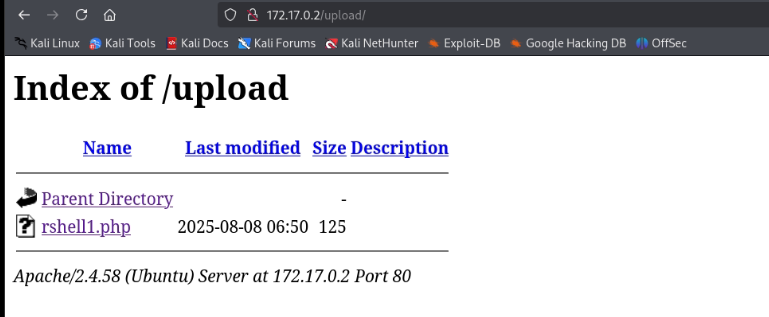 172.17.0.2/upload/
Kali Linux Kali Tools Kali Docs Kali Forums Kali NetHunter Exploit-DB Google Hacking DB OffSec
Index of /upload
Name Last modified Size Description
Parent Directory -
rshell1.php 2025-08-08 06:50 125
Apache/2.4.58 (Ubuntu) Server at 172.17.0.2 Port 80